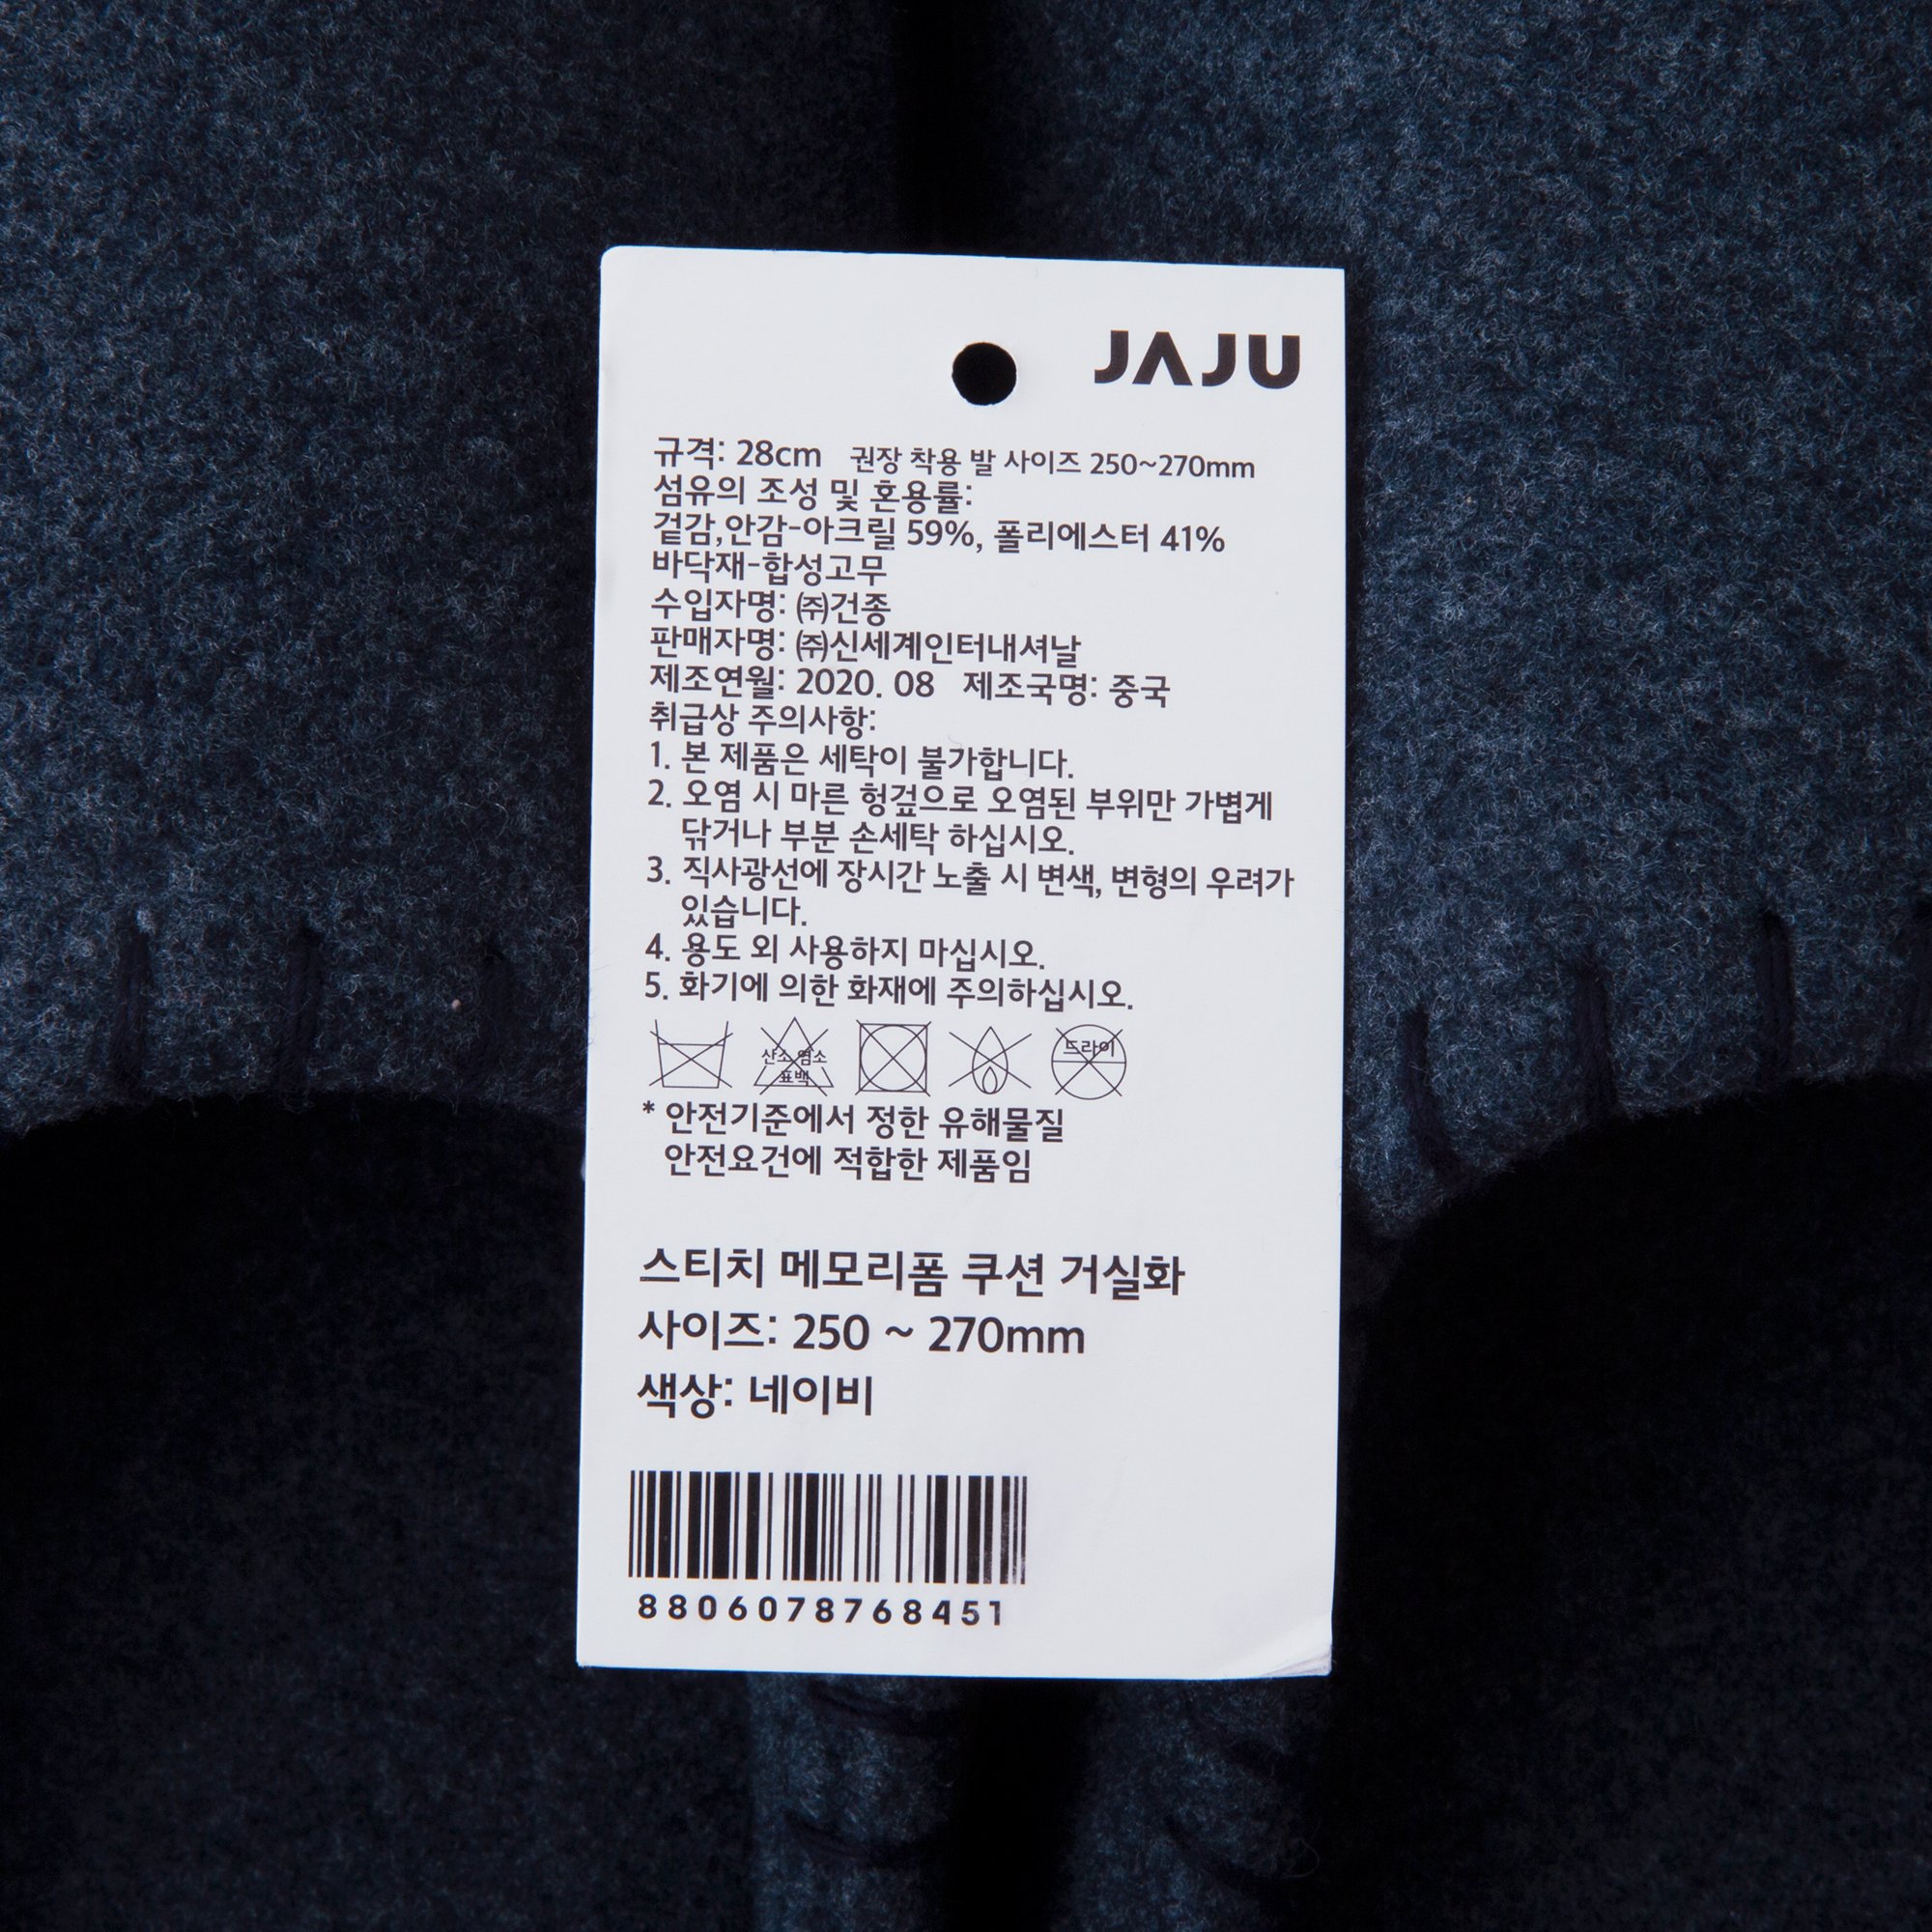 JAJU
규격: 28cm 권장 착용 발 사이즈 250~270mm
섬유의 조성 및 혼용률:
겉감,안감-아크릴 59%, 폴리에스터 41%
바닥재-합성고무
수입자명: ㈜건종
판매자명: ㈜신세계인터내셔날
제조연월: 2020. 08 제조국명: 중국
취급상 주의사항:
1. 본 제품은 세탁이 불가합니다.
2. 오염 시 마른 헝겊으로 오염된 부위만 가볍게
닦거나 부분 손세탁 하십시오.
3. 직사광선에 장시간 노출 시 변색, 변형의 우려가
있습니다.
4. 용도 외 사용하지 마십시오.
5. 화기에 의한 화재에 주의하십시오.
산소 염소 드라이
표백
* 안전기준에서 정한 유해물질
안전요건에 적합한 제품임
스티치 메모리폼 쿠션 거실화
사이즈: 250 ~ 270mm
색상: 네이비
8806078768451